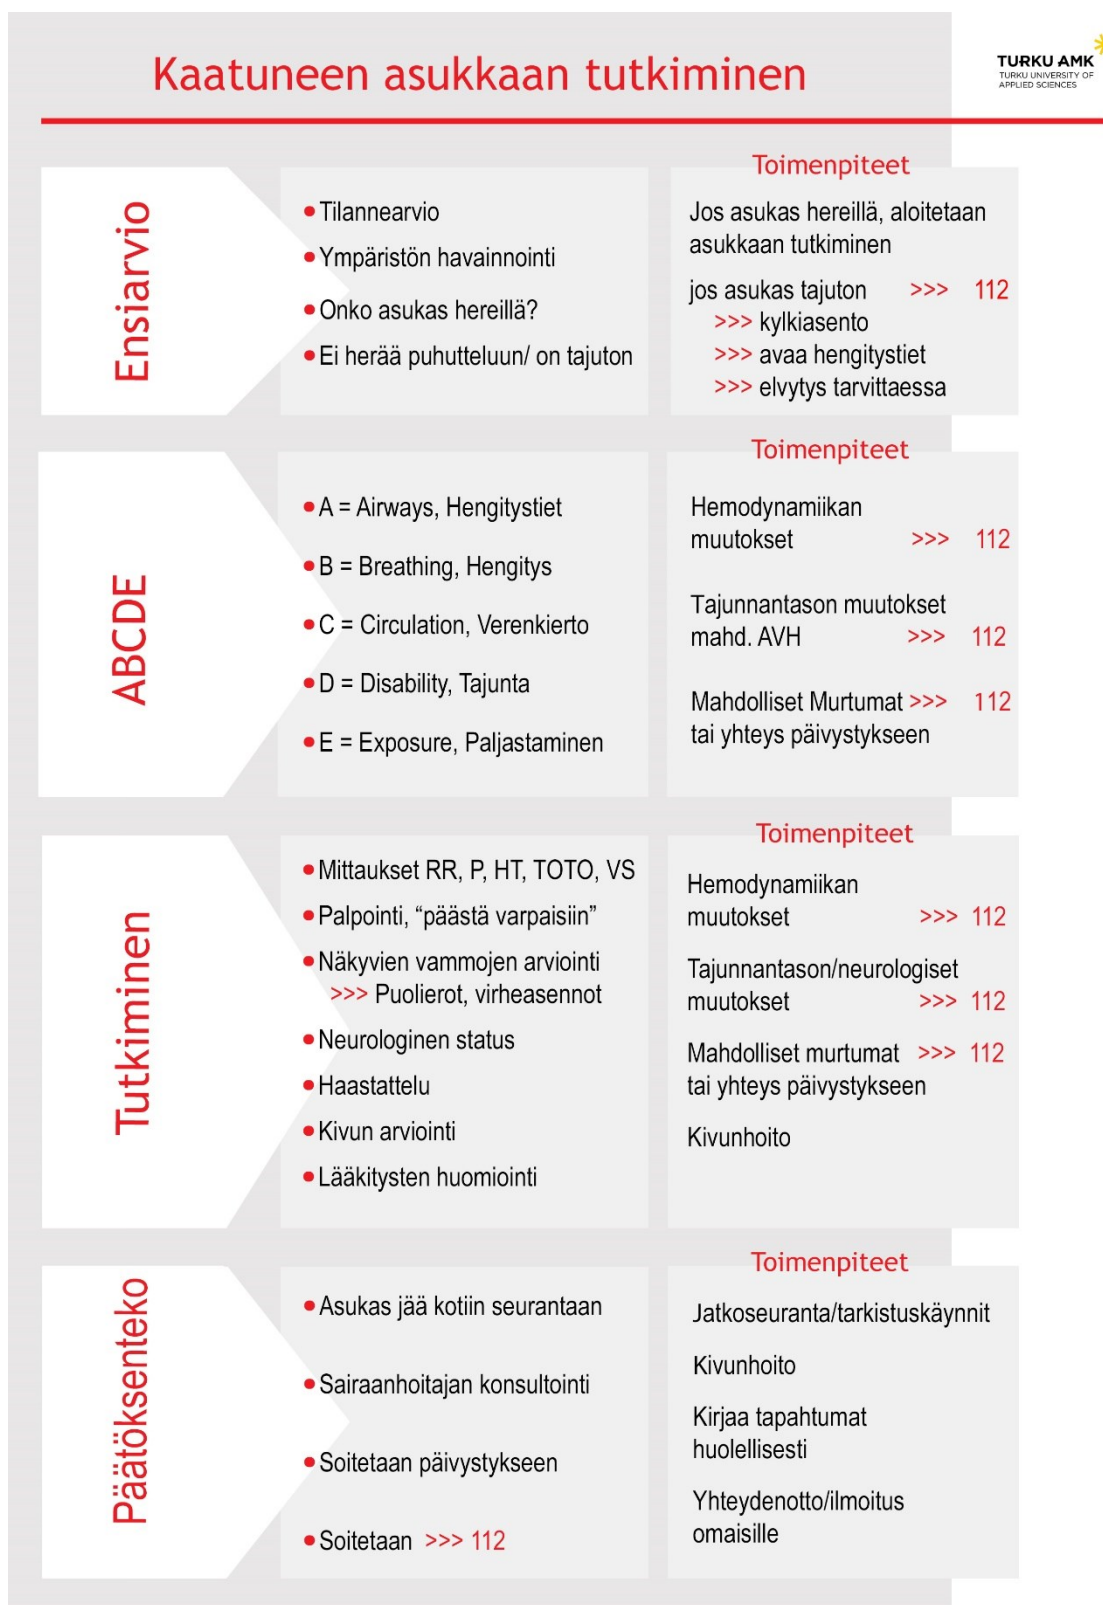 Kaatuneen asukkaan tutkiminen
TURKU AMK
TURKU UNIVERSITY OF
APPLIED SCIENCES
Ensiarvio
• Tilannearvio
• Ympäristön havainnointi
• Onko asukas hereillä?
• Ei herää puhutteluun/ on tajuton
Toimenpiteet
Jos asukas hereillä, aloitetaan
asukkaan tutkiminen
jos asukas tajuton >>> 112
>>> kylkiasento
>>> avaa hengitystiet
>>> elvytys tarvittaessa
ABCDE
• A = Airways, Hengitystiet
• B = Breathing, Hengitys
• C = Circulation, Verenkierto
• D = Disability, Tajunta
• E = Exposure, Paljastaminen
Toimenpiteet
Hemodynamiikan
muutokset >>> 112
Tajunnantason muutokset
mahd. AVH >>> 112
Mahdolliset Murtumat >>> 112
tai yhteys päivystykseen
Tutkiminen
• Mittaukset RR, P, HT, TOTO, VS
• Palpointi, “päästä varpaisiin”
• Näkyvien vammojen arviointi
>>> Puolierot, virheasennot
• Neurologinen status
• Haastattelu
• Kivun arviointi
• Lääkitysten huomiointi
Toimenpiteet
Hemodynamiikan
muutokset >>> 112
Tajunnantason/neurologiset
muutokset >>> 112
Mahdolliset murtumat >>> 112
tai yhteys päivystykseen
Kivunhoito
Päätöksenteko
• Asukas jää kotiin seurantaan
• Sairaanhoitajan konsultointi
• Soitetaan päivystykseen
• Soitetaan >>> 112
Toimenpiteet
Jatkoseuranta/tarkistuskäynnit
Kivunhoito
Kirjaa tapahtumat
huolellisesti
Yhteydenotto/ilmoitus
omaisille